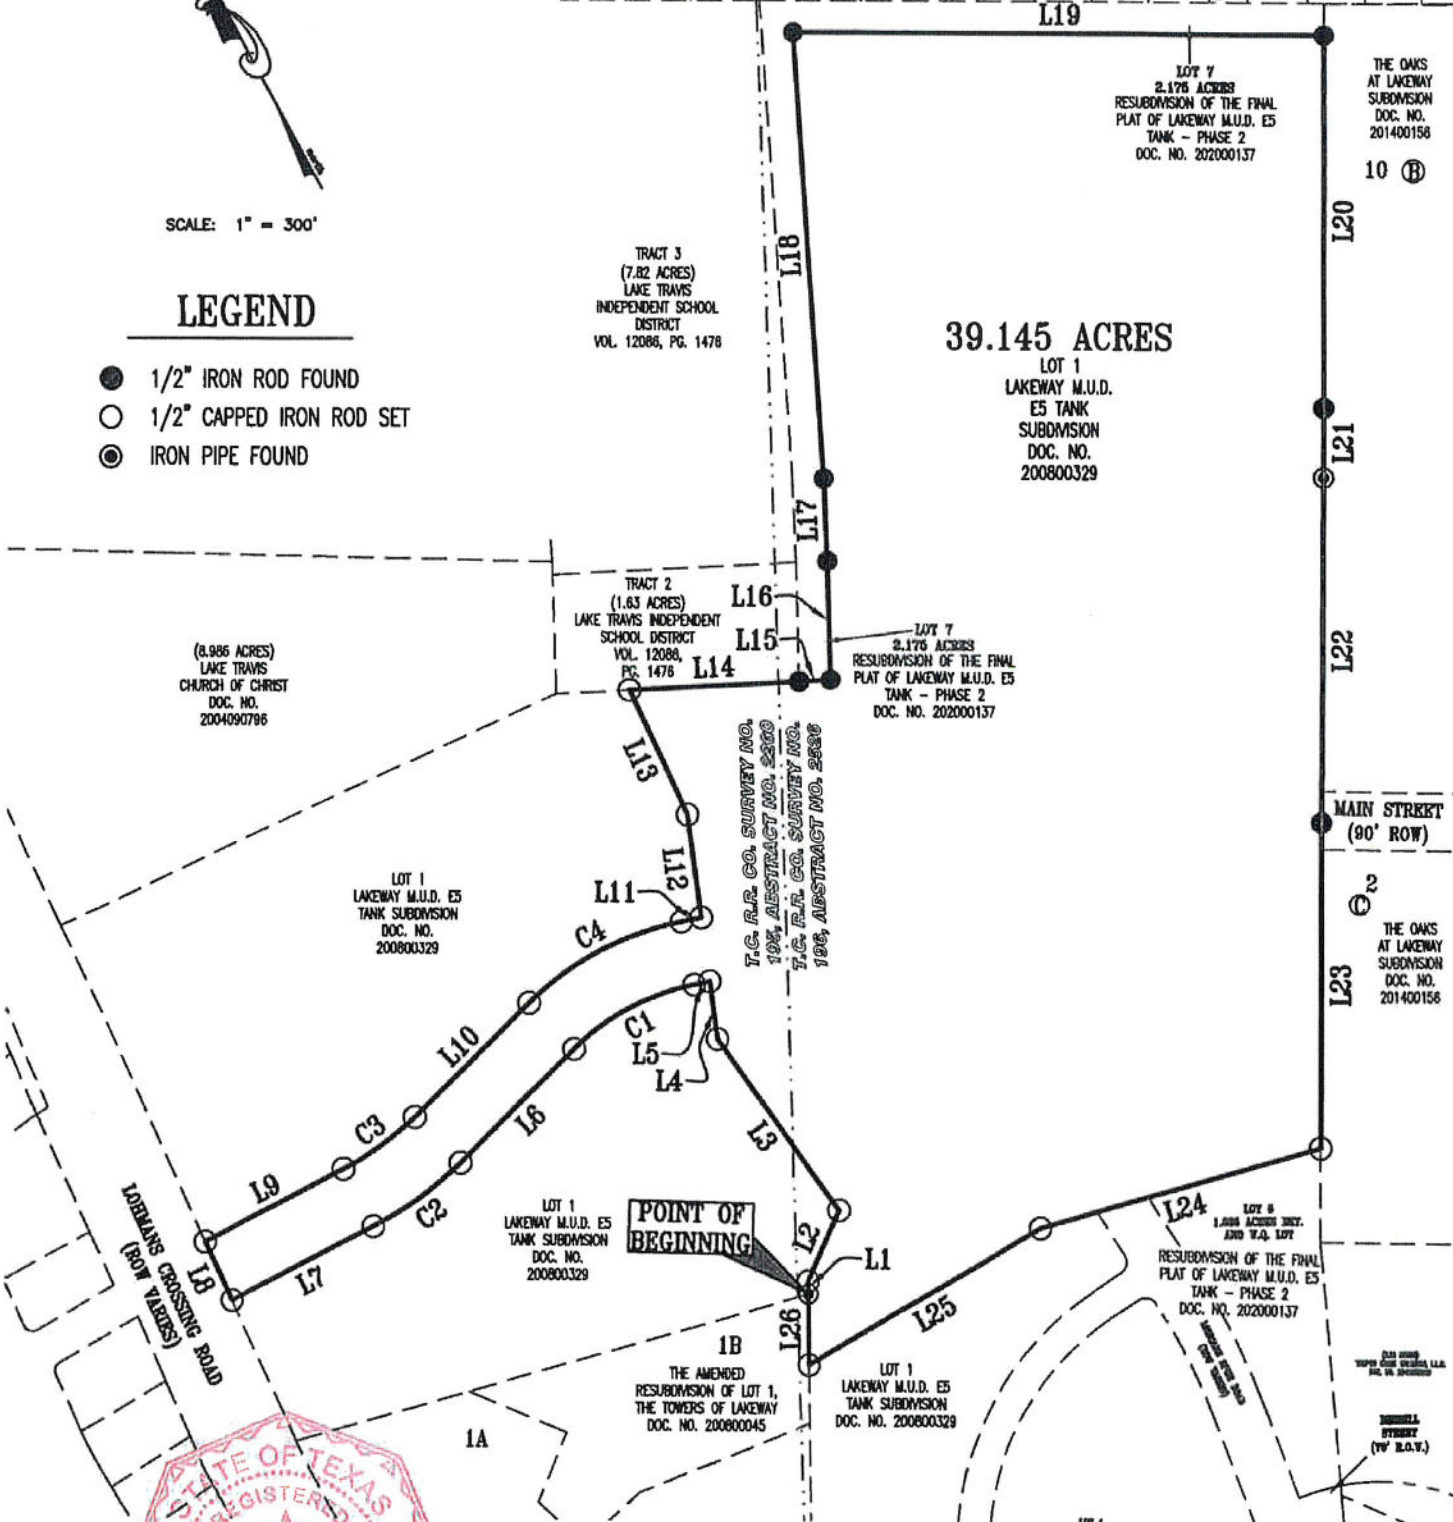 L19
LOT 7
2.175 ACRES
RESUBDIVISION OF THE FINAL
PLAT OF LAKEWAY M.U.D. E5
TANK - PHASE 2
DOC. NO. 202000137
THE OAKS
AT LAKEWAY
SUBDIVISION
DOC. NO.
201400156
10 B
SCALE: 1" = 300'
LEGEND
1/2" IRON ROD FOUND
1/2" CAPPED IRON ROD SET
IRON PIPE FOUND
TRACT 3
(7.82 ACRES)
LAKE TRAVIS
INDEPENDENT SCHOOL
DISTRICT
VOL. 12086, PG. 1476
L18
L20
39.145 ACRES
LOT 1
LAKEWAY M.U.D.
E5 TANK
SUBDIVISION
DOC. NO.
200800329
L21
L17
TRACT 2
(1.63 ACRES)
LAKE TRAVIS INDEPENDENT
SCHOOL DISTRICT
VOL. 12086,
PG. 1476
L16
L15
L14
LOT 7
2.175 ACRES
RESUBDIVISION OF THE FINAL
PLAT OF LAKEWAY M.U.D. E5
TANK - PHASE 2
DOC. NO. 202000137
L22
(8.986 ACRES)
LAKE TRAVIS
CHURCH OF CHRIST
DOC. NO.
2004090796
L13
T.C. R.R. CO. SURVEY NO.
195, ABSTRACT NO. 2260
T.C. R.R. CO. SURVEY NO.
196, ABSTRACT NO. 2526
MAIN STREET
(90' ROW)
L12
L11
LOT 1
LAKEWAY M.U.D. E5
TANK SUBDIVISION
DOC. NO.
200800329
C4
2
C
THE OAKS
AT LAKEWAY
SUBDIVISION
DOC. NO.
201400156
L23
C1
L10
L5
L4
L6
C3
L3
L9
C2
L8
L7
LOHMANS CROSSING ROAD
(ROW VARIES)
LOT 1
LAKEWAY M.U.D. E5
TANK SUBDIVISION
DOC. NO.
200800329
POINT OF
BEGINNING
L2
L1
L24
L25
L26
RESUBDIVISION OF THE FINAL
PLAT OF LAKEWAY M.U.D. E5
TANK - PHASE 2
DOC. NO. 202000137
1B
THE AMENDED
RESUBDIVISION OF LOT 1,
THE TOWERS OF LAKEWAY
DOC. NO. 200800045
LOT 1
LAKEWAY M.U.D. E5
TANK SUBDIVISION
DOC. NO. 200800329
1A
STREET
(70' R.O.W.)
STATE OF TEXAS
REGISTERED